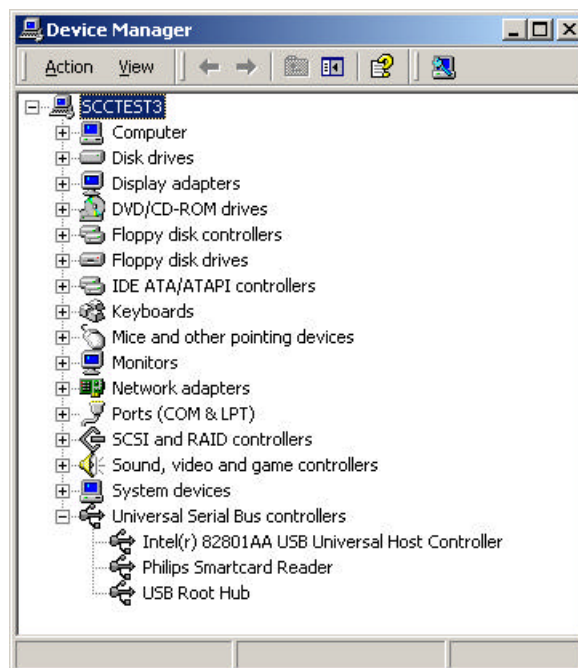 Device Manager
Action View
SCCTEST3
Computer
Disk drives
Display adapters
DVD/CD-ROM drives
Floppy disk controllers
Floppy disk drives
IDE ATA/ATAPI controllers
Keyboards
Mice and other pointing devices
Monitors
Network adapters
Ports (COM & LPT)
SCSI and RAID controllers
Sound, video and game controllers
System devices
Universal Serial Bus controllers
Intel(r) 82801AA USB Universal Host Controller
Philips Smartcard Reader
USB Root Hub